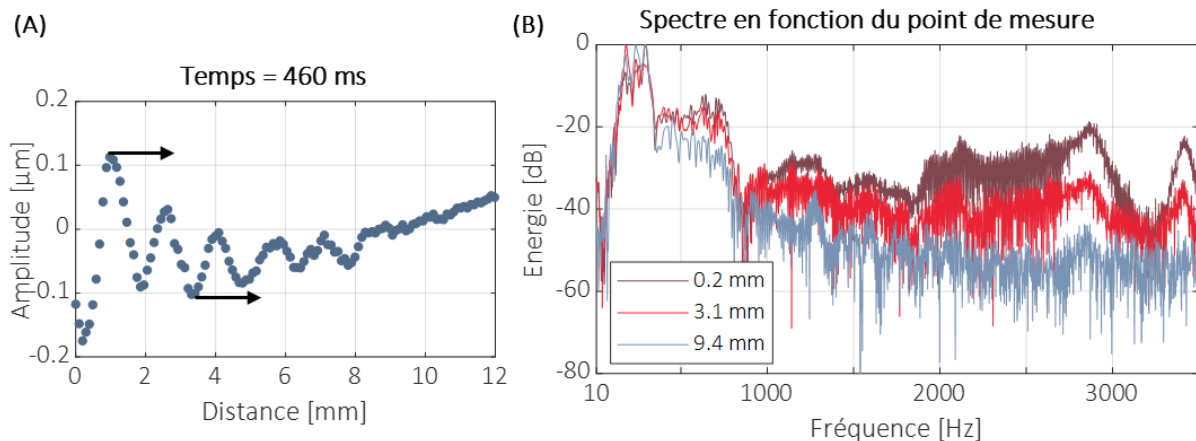 (A)
Temps = 460 ms
Amplitude [µm]
0.2
0.1
0
-0.1
-0.2
0
2
4
6
8
10
12
Distance [mm]
(B)
Spectre en fonction du point de mesure
Energie [dB]
0
-20
-40
-60
-80
0.2 mm
3.1 mm
9.4 mm
10
1000
2000
3000
Fréquence [Hz]